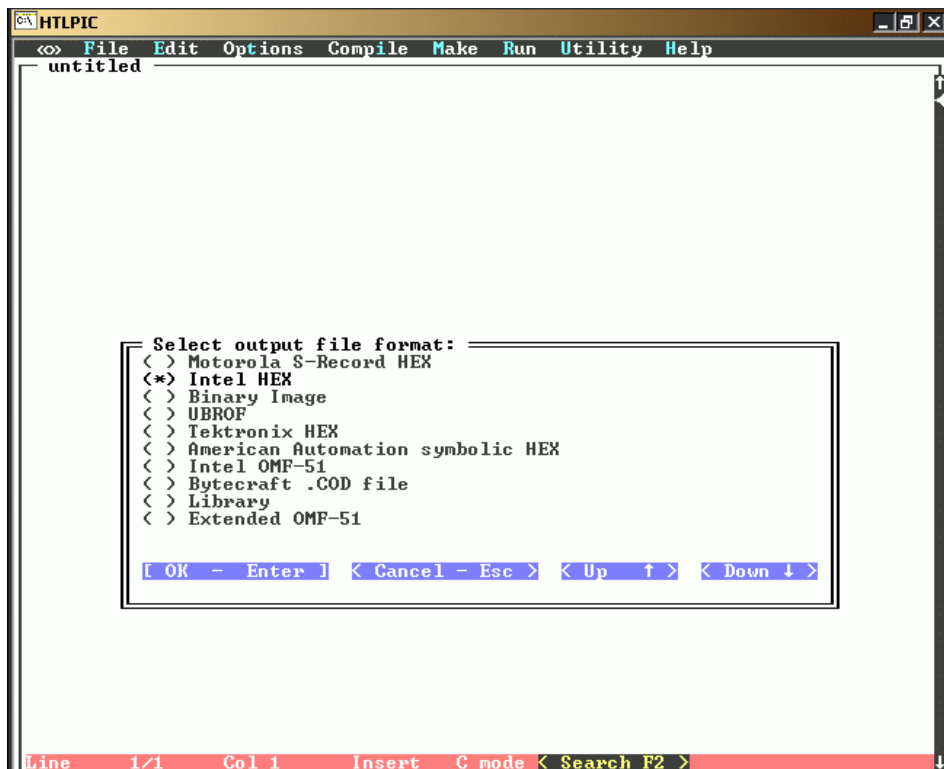 HTLPIC
<<>> File Edit Options Compile Make Run Utility Help
untitled
Select output file format:
( ) Motorola S-Record HEX
(*) Intel HEX
( ) Binary Image
( ) UBROF
( ) Tektronix HEX
( ) American Automation symbolic HEX
( ) Intel OMF-51
( ) Bytecraft .COD file
( ) Library
( ) Extended OMF-51
[ OK - Enter ] < Cancel - Esc > < Up ↑ > < Down ↓ >
Line 1/1 Col 1 Insert C mode < Search F2 >